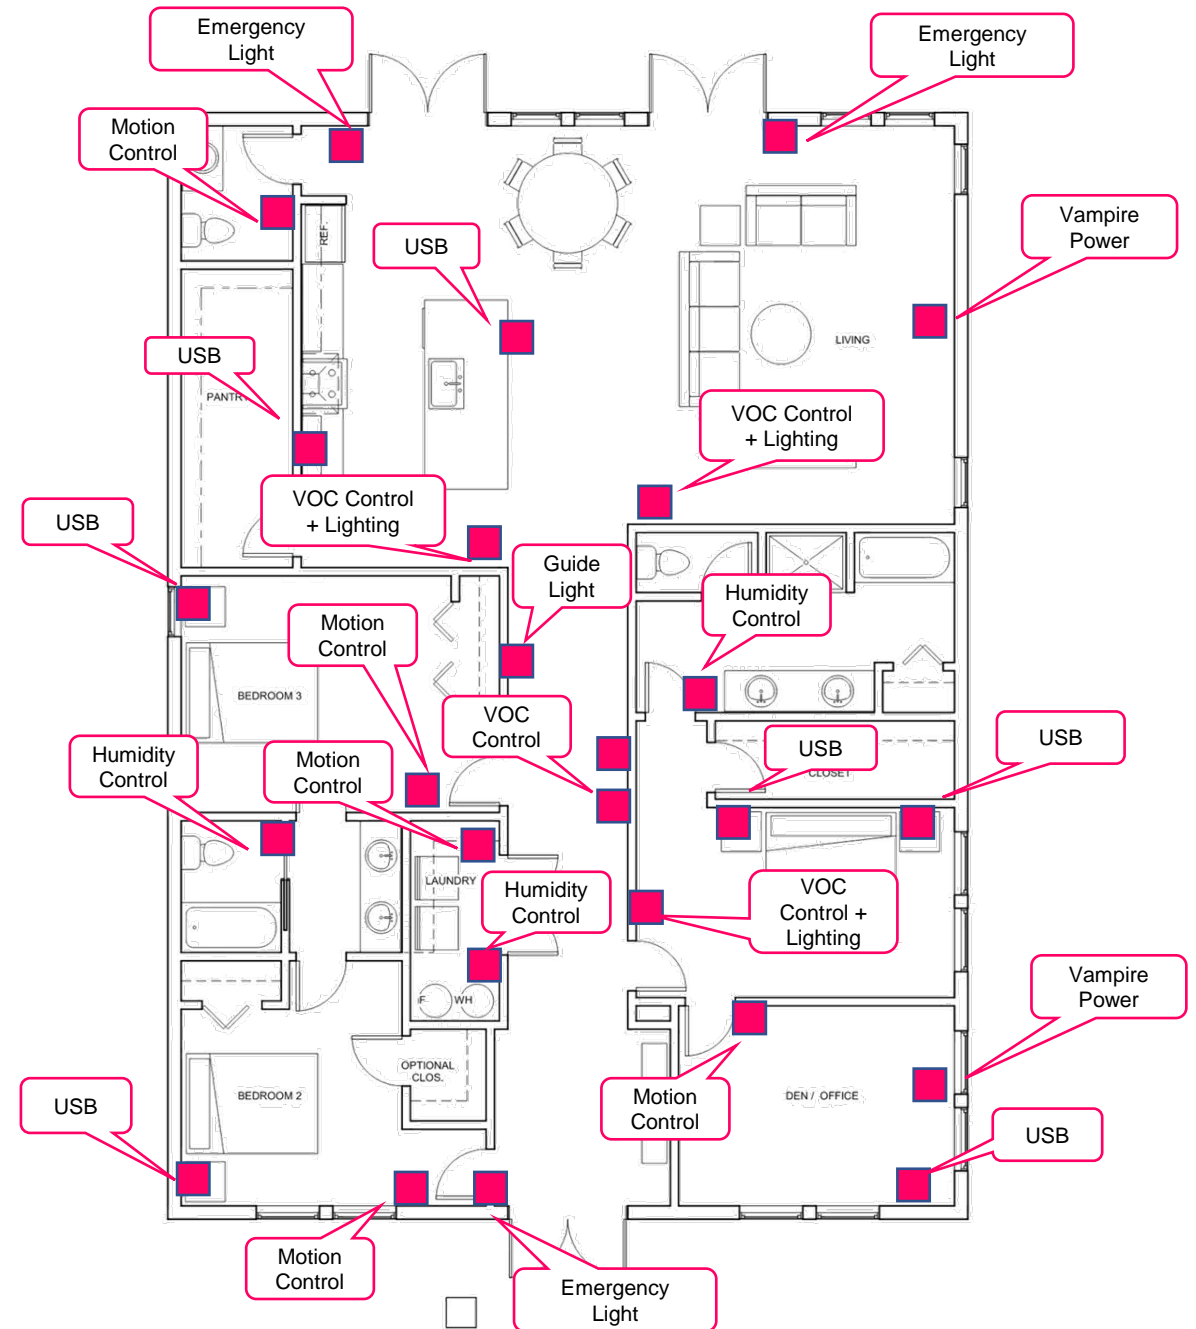 Emergency
Light
Emergency
Light
Motion
Control
Vampire
Power
REF.
USB
LIVING
USB
PANTRY
VOC Control
+ Lighting
VOC Control
+ Lighting
USB
Guide
Light
Humidity
Control
Motion
Control
BEDROOM 3
VOC
Control
USB
USB
CLOSET
Humidity
Control
Motion
Control
LAUNDRY
Humidity
Control
VOC
Control +
Lighting
F
WH
Vampire
Power
OPTIONAL
CLOS.
BEDROOM 2
DEN / OFFICE
Motion
Control
USB
USB
Motion
Control
Emergency
Light